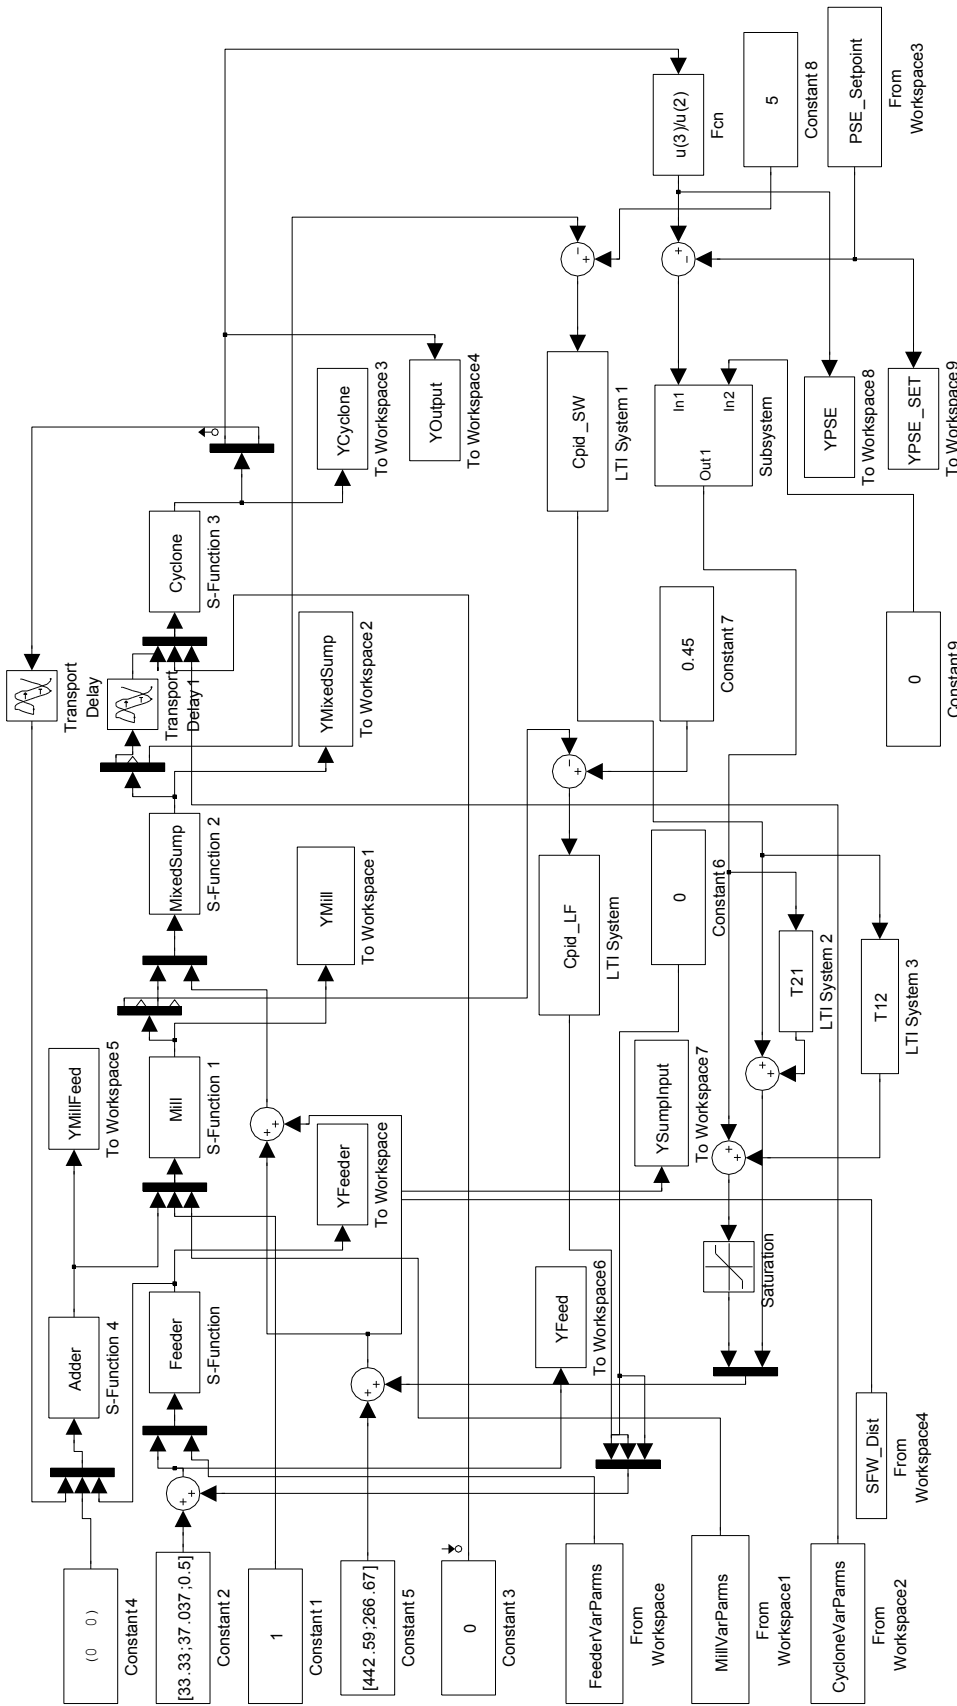 (0 0)
Constant 4
Adder
S-Function 4
YMillFeed
To Workspace5
Transport
Delay
[33.33;37.037;0.5]
Constant 2
Feeder
S-Function
Mill
S-Function 1
MixedSump
S-Function 2
Transport
Delay 1
Cyclone
S-Function 3
1
Constant 1
YFeeder
To Workspace
YMill
To Workspace1
YMixedSump
To Workspace2
YCyclone
To Workspace3
[442.59;266.67]
Constant 5
+
+
+
+
+
+
YOutput
To Workspace4
0
Constant 3
YFeed
To Workspace6
FeederVarParms
From
Workspace
Cpid_LF
LTI System
+
−
Cpid_SW
LTI System 1
+
−
YSumpInput
To Workspace7
0
Constant 6
0.45
Constant 7
u(3)/u(2)
Fcn
MillVarParms
From
Workspace1
Saturation
+
+
+
+
T21
LTI System 2
Out1
In1
In2
Subsystem
−
+
5
Constant 8
CycloneVarParms
From
Workspace2
SFW_Dist
From
Workspace4
T12
LTI System 3
YPSE
To Workspace8
PSE_Setpoint
From
Workspace3
0
Constant 9
YPSE_SET
To Workspace9